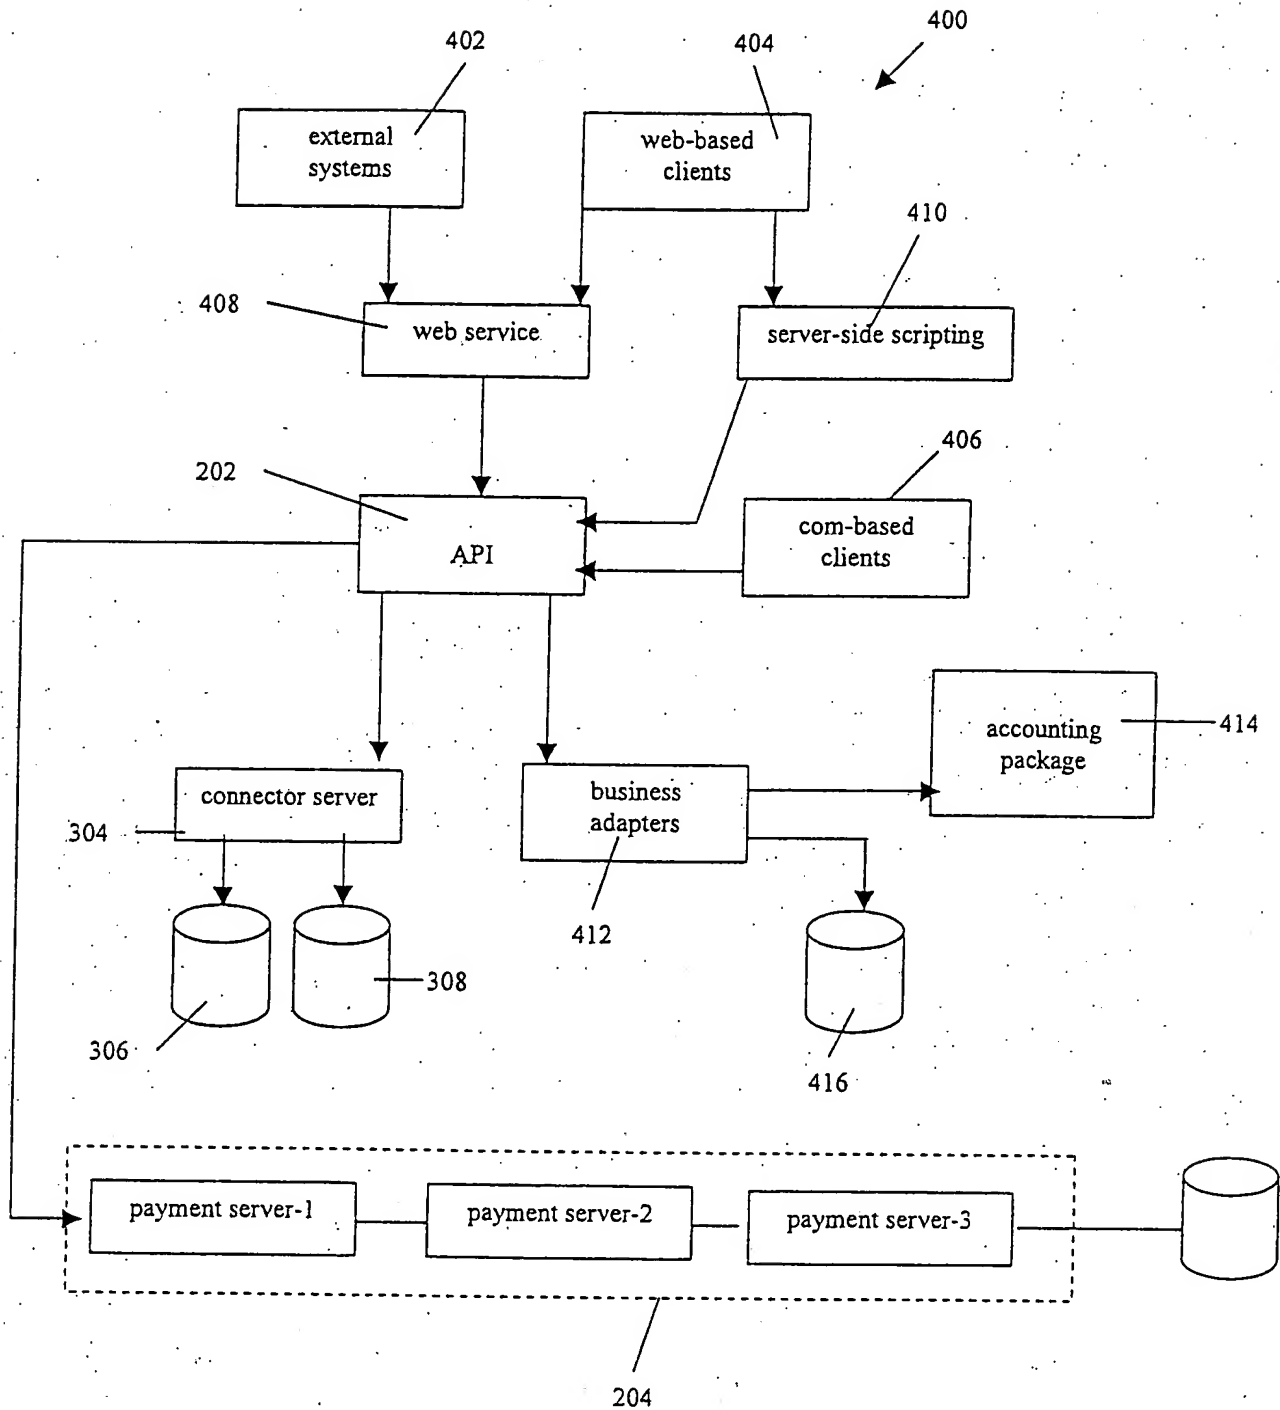 400
402
404
external
systems
web-based
clients
410
408
web service
server-side scripting
406
202
API
com-based
clients
accounting
package
414
connector server
304
business
adapters
412
308
306
416
payment server-1
payment server-2
payment server-3
204